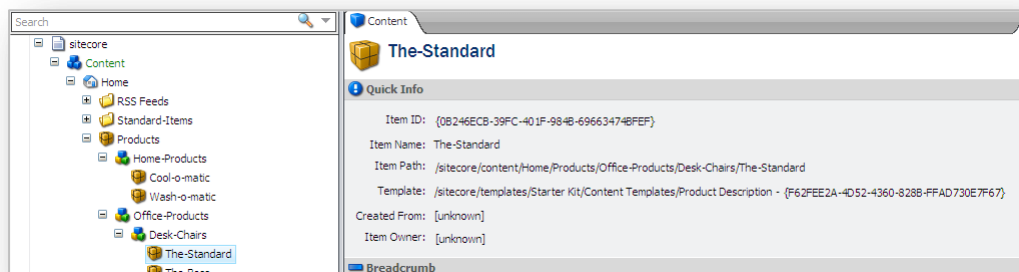 Search
sitecore
Content
Home
RSS Feeds
Standard-Items
Products
Home-Products
Cool-o-matic
Wash-o-matic
Office-Products
Desk-Chairs
The-Standard
Content
The-Standard
Quick Info
Item ID: {0B246ECB-39FC-401F-984B-69663474BFEF}
Item Name: The-Standard
Item Path: /sitecore/content/Home/Products/Office-Products/Desk-Chairs/The-Standard
Template: /sitecore/templates/Starter Kit/Content Templates/Product Description - {F62FEE2A-4D52-4360-828B-FFAD730E7F67}
Created From: [unknown]
Item Owner: [unknown]
Breadcrumb